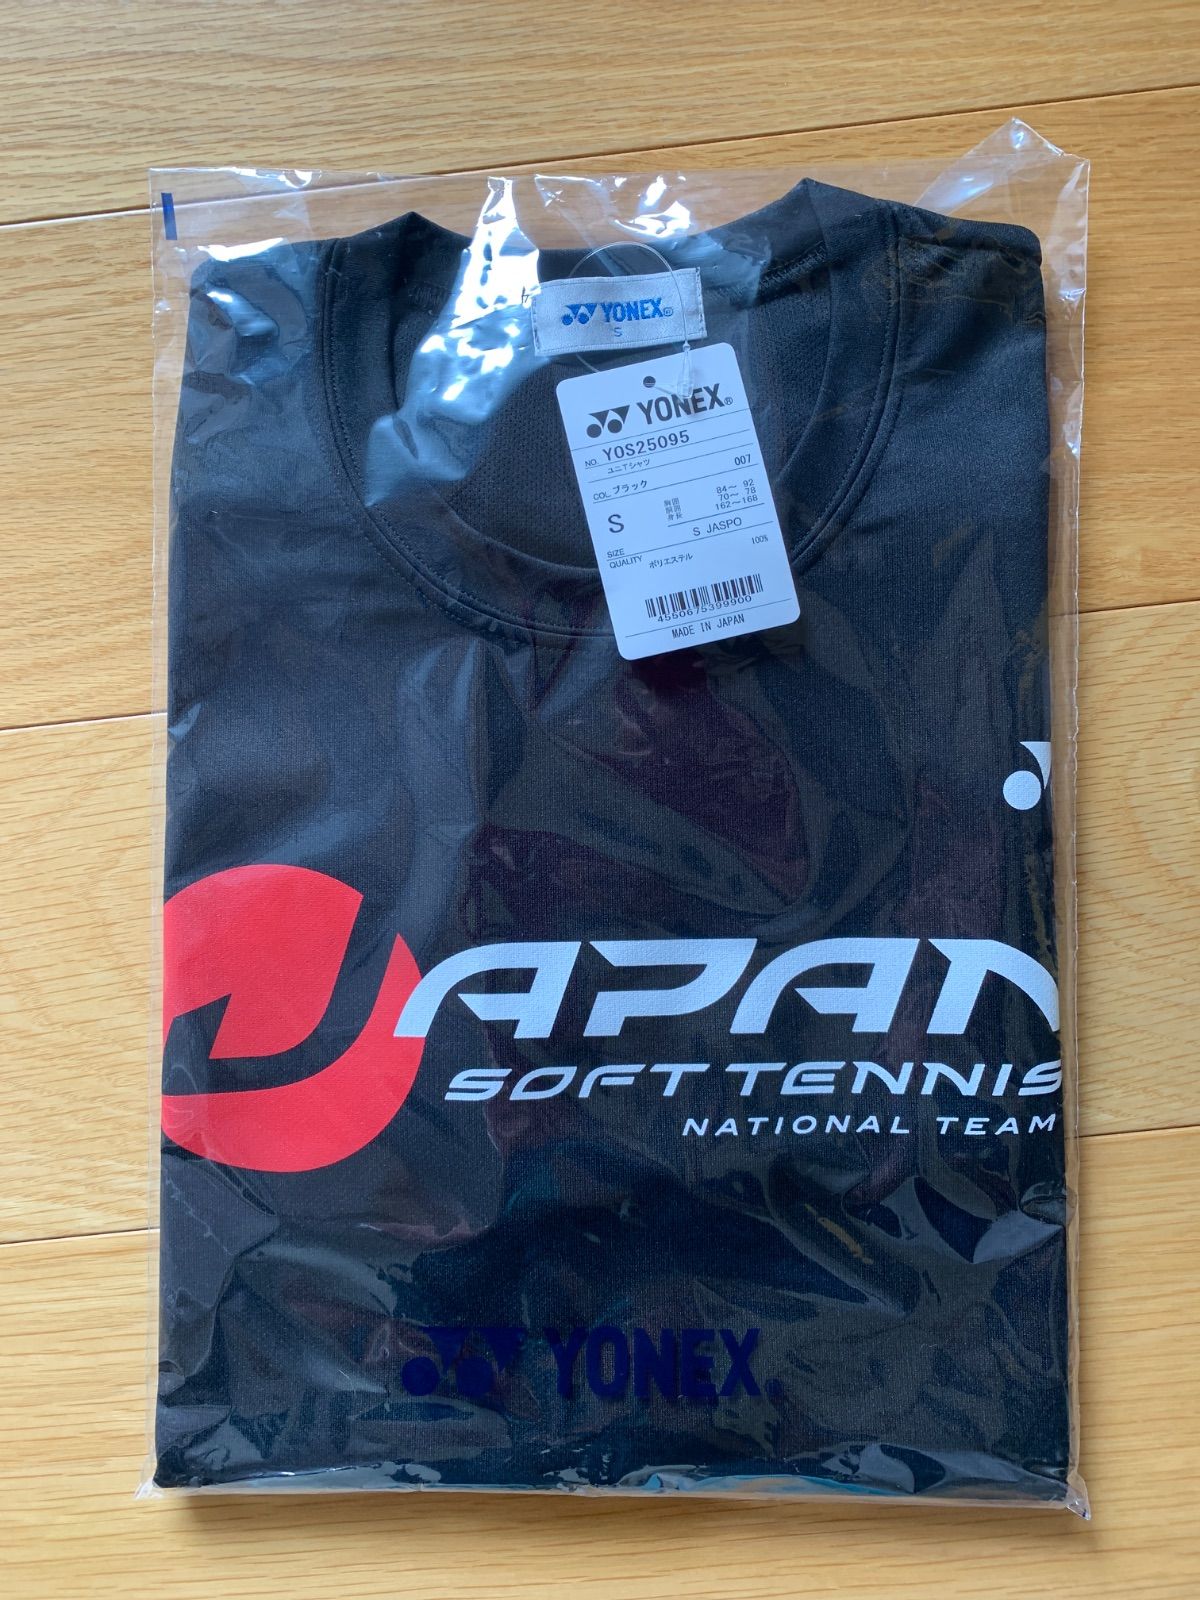 YONEX®
S
YONEX®
NO. YOS25095
ユニTシャツ 007
COL.ブラック
S 胸囲 84～ 92
胴囲 70～ 78
身長 162～168
SIZE S JASPO
QUALITY ポリエステル 100%
4550675399900
MADE IN JAPAN
JAPAN
SOFT TENNIS
NATIONAL TEAM
YONEX®